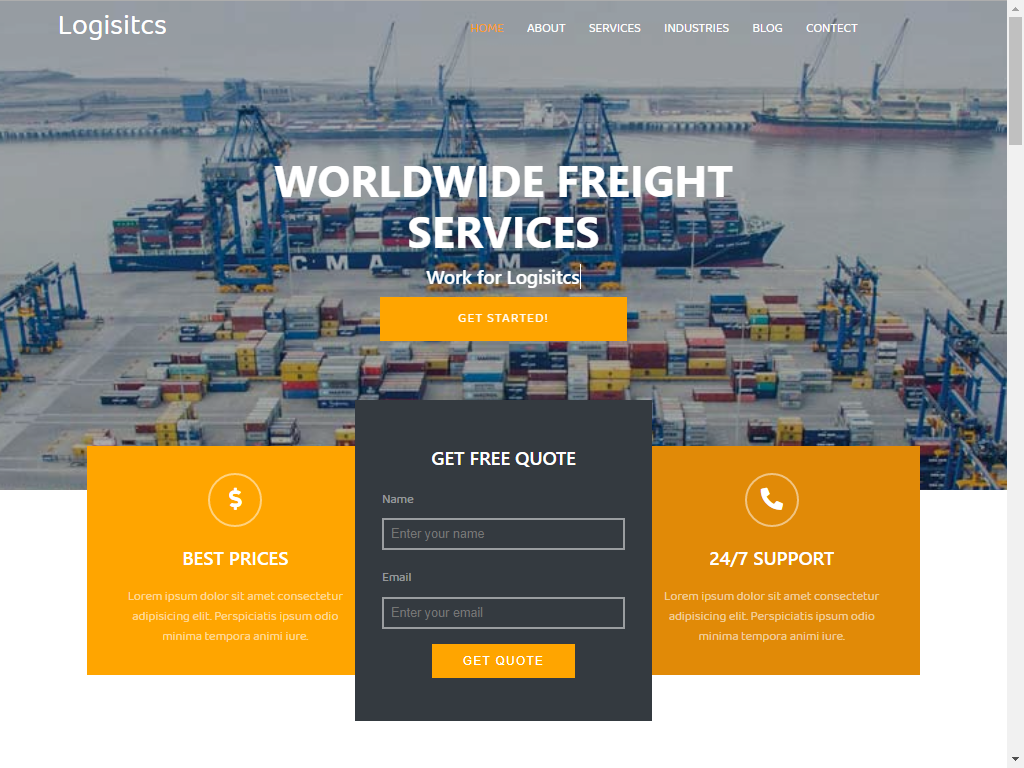 Logisitcs
HOME ABOUT SERVICES INDUSTRIES BLOG CONTACT
WORLDWIDE FREIGHT
SERVICES
C M A
M
Work for Logisitcs
GET STARTED!
BEST PRICES
Lorem ipsum dolor sit amet consectetur
adipisicing elit. Perspiciatis ipsum odio
minima tempora animi iure.
GET FREE QUOTE
Name
Enter your name
Email
Enter your email
GET QUOTE
24/7 SUPPORT
Lorem ipsum dolor sit amet consectetur
adipisicing elit. Perspiciatis ipsum odio
minima tempora animi iure.